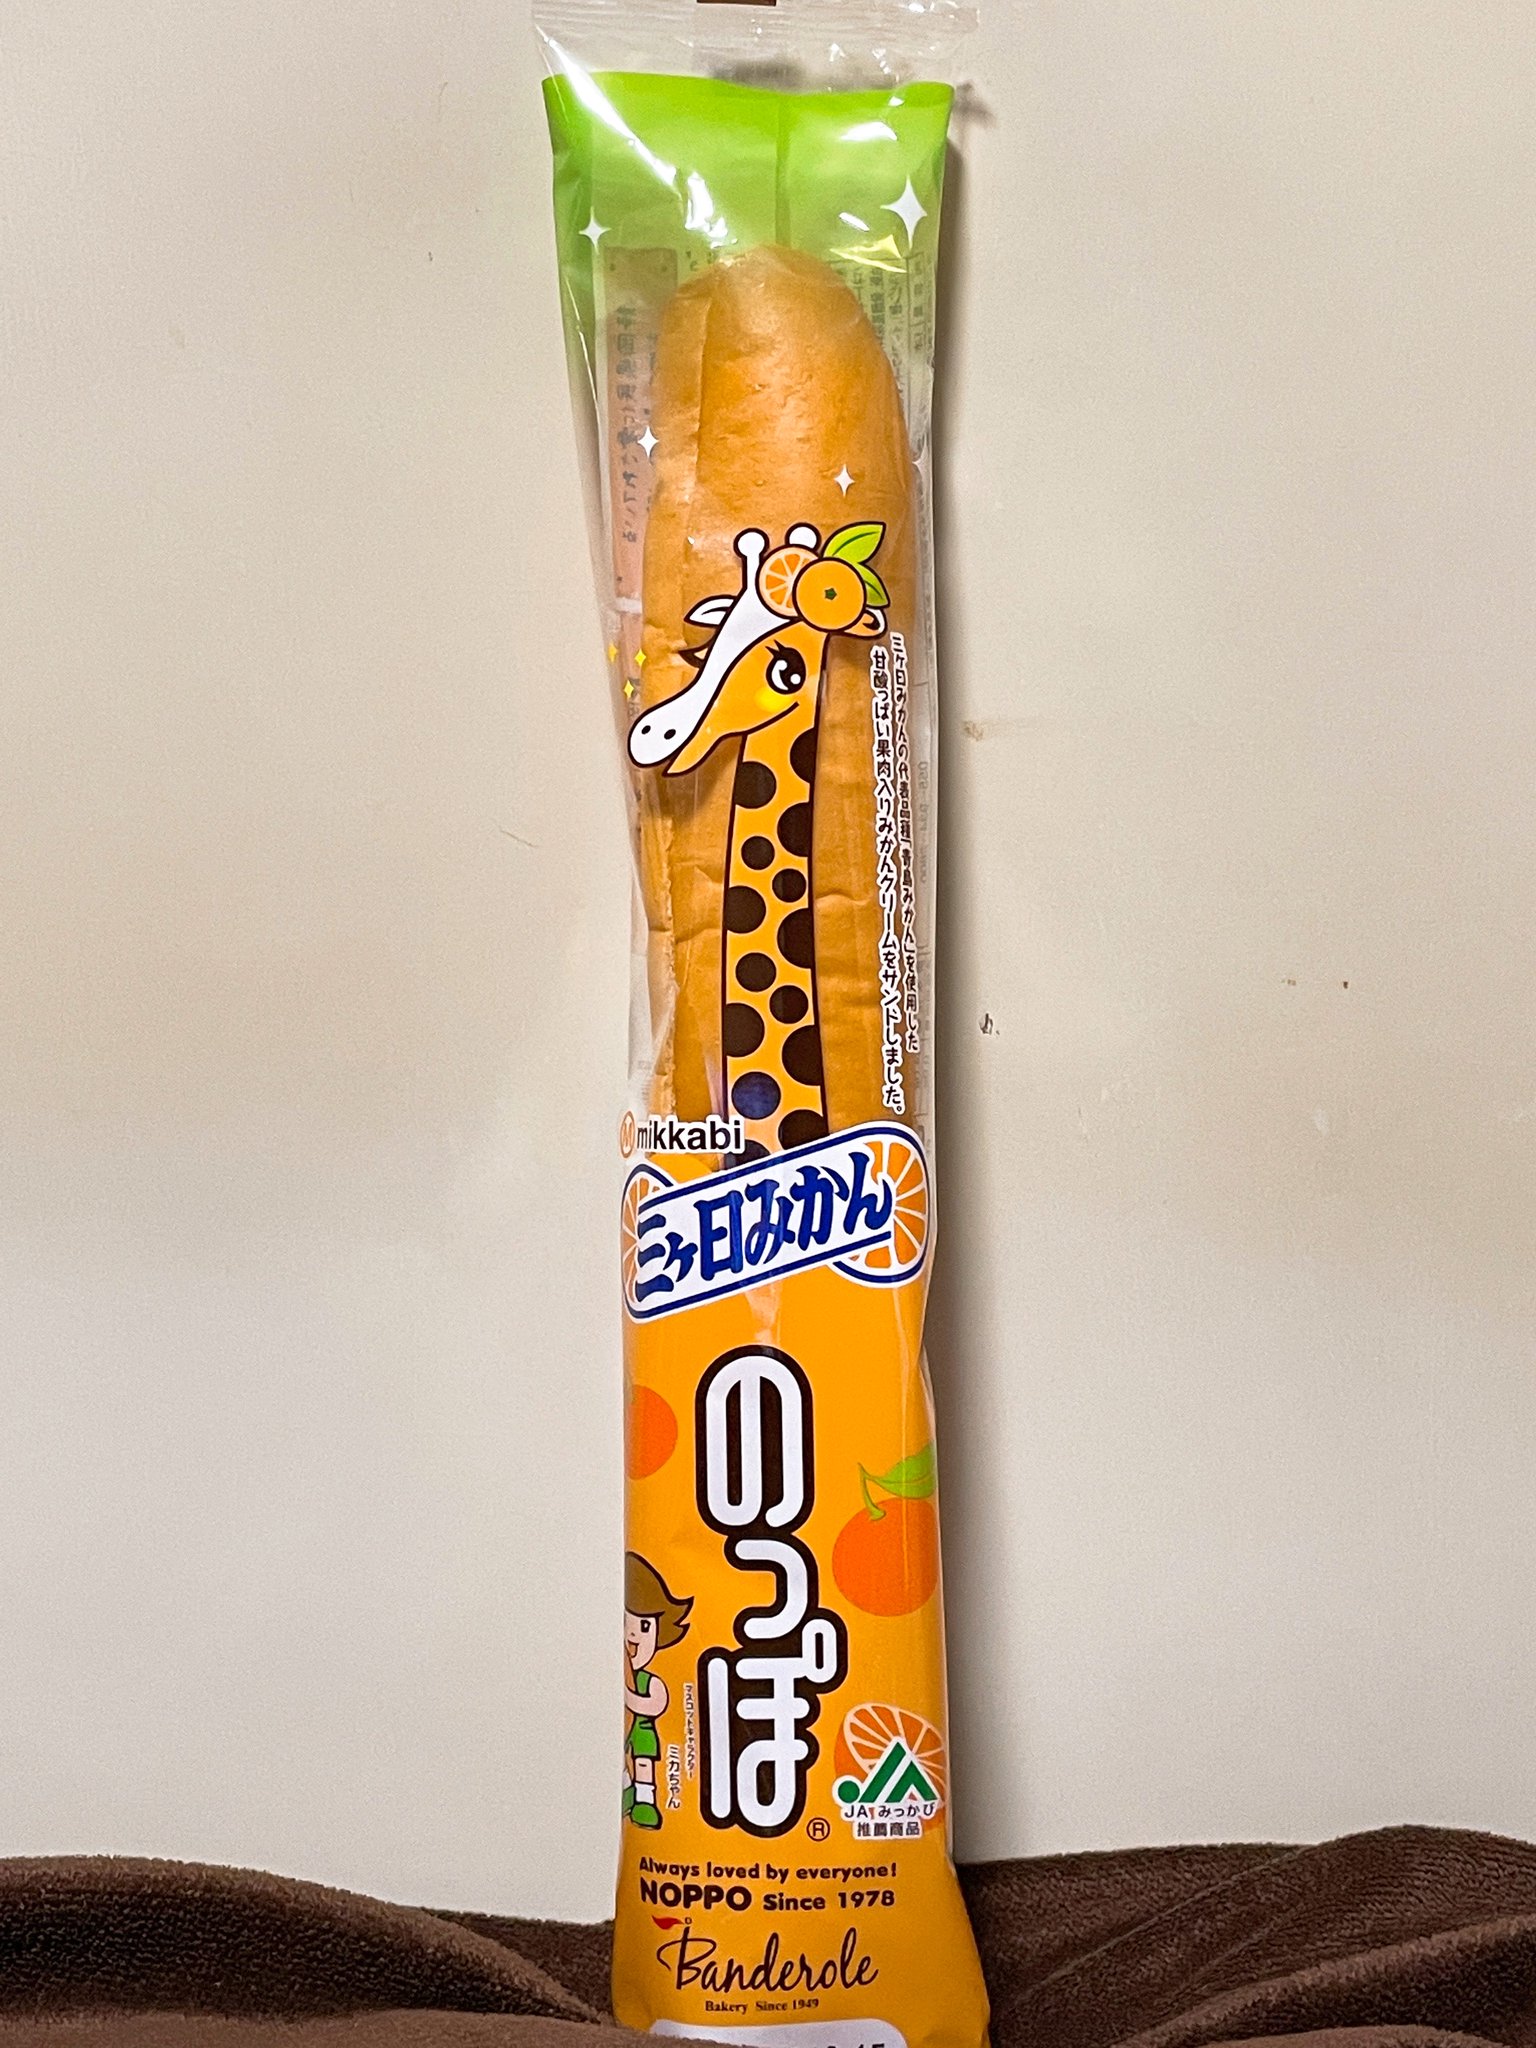 三ヶ日みかんの代表品種「青島みかん」を使用した
甘酸っぱい果肉入りみかんクリームをサンドしました。
M mikkabi
三ヶ日みかん
のっぽ
®
マスコットキャラクター
ミカちゃん
JAみっかび
推薦商品
Always loved by everyone!
NOPPO Since 1978
Banderole
Bakery Since 1949